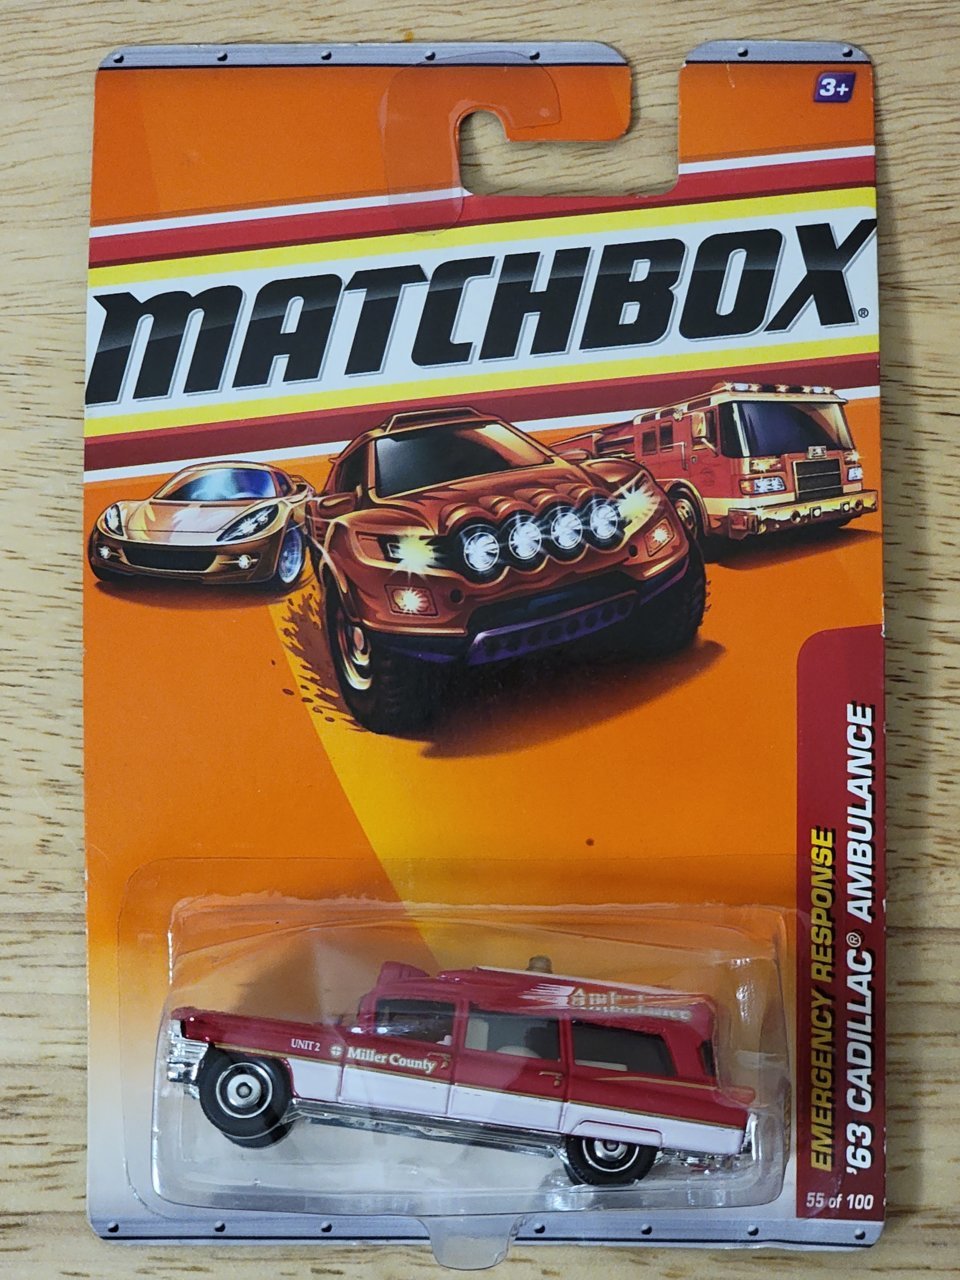 3+
MATCHBOX®
EMERGENCY RESPONSE
'63 CADILLAC® AMBULANCE
55 of 100
Ambulance
UNIT 2
Miller County